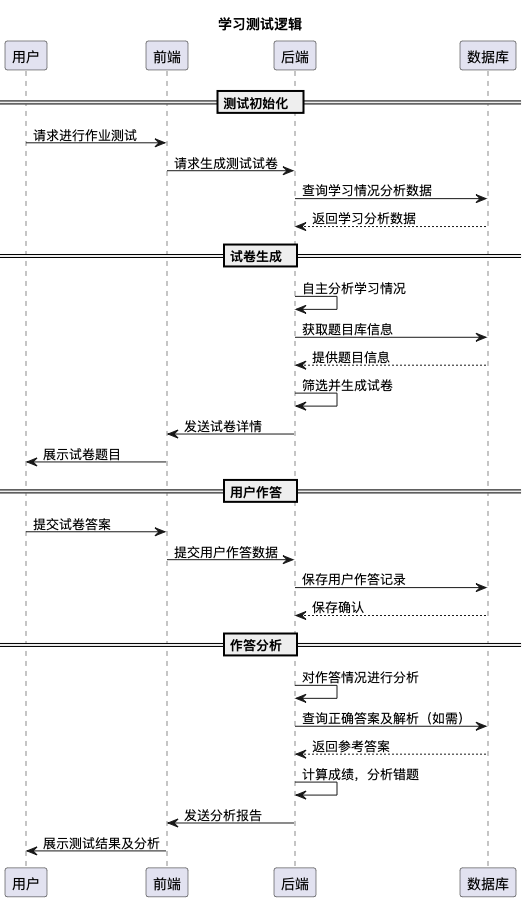 学习测试逻辑
用户 前端 后端 数据库
测试初始化
请求进行作业测试
请求生成测试试卷
查询学习情况分析数据
返回学习分析数据
试卷生成
自主分析学习情况
获取题目库信息
提供题目信息
筛选并生成试卷
发送试卷详情
展示试卷题目
用户作答
提交试卷答案
提交用户作答数据
保存用户作答记录
保存确认
作答分析
对作答情况进行分析
查询正确答案及解析（如需）
返回参考答案
计算成绩，分析错题
发送分析报告
展示测试结果及分析
用户 前端 后端 数据库